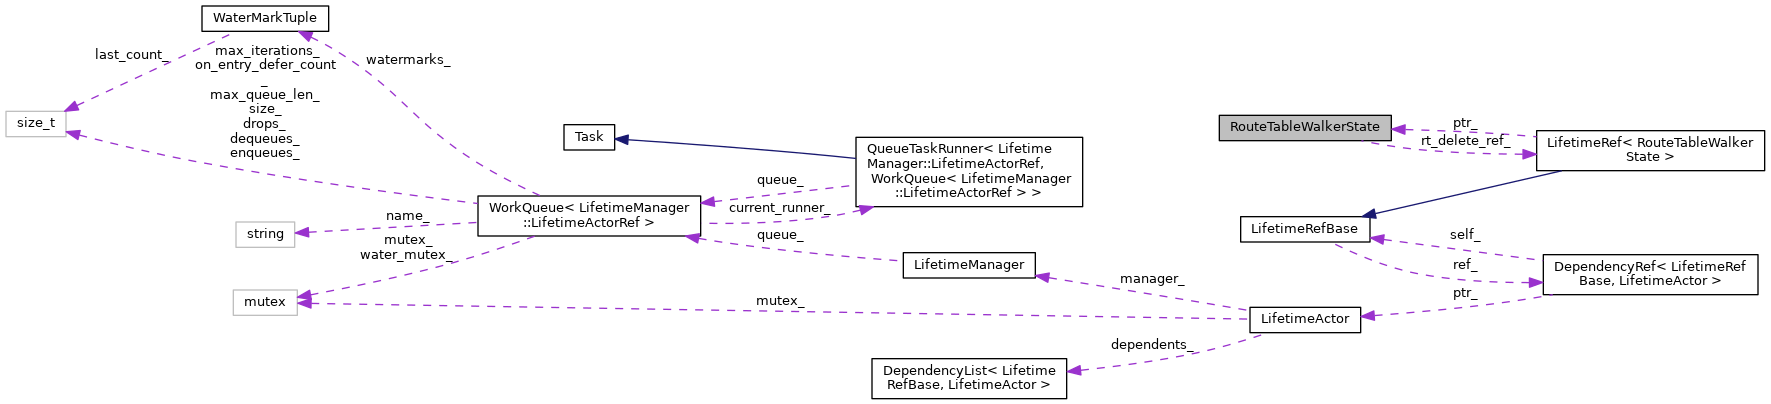 WaterMarkTuple
last_count_
max_iterations_
on_entry_defer_count
_
max_queue_len_
size_
drops_
dequeues_
enqueues_
watermarks_
size_t
Task
QueueTaskRunner< Lifetime
Manager::LifetimeActorRef,
WorkQueue< LifetimeManager
::LifetimeActorRef > >
RouteTableWalkerState
ptr_
rt_delete_ref_
LifetimeRef< RouteTableWalker
State >
queue_
current_runner_
queue_
WorkQueue< LifetimeManager
::LifetimeActorRef >
name_
string
mutex_
water_mutex_
mutex
LifetimeManager
LifetimeRefBase
self_
ref_
ptr_
DependencyRef< LifetimeRef
Base, LifetimeActor >
manager_
mutex_
LifetimeActor
dependents_
DependencyList< Lifetime
RefBase, LifetimeActor >